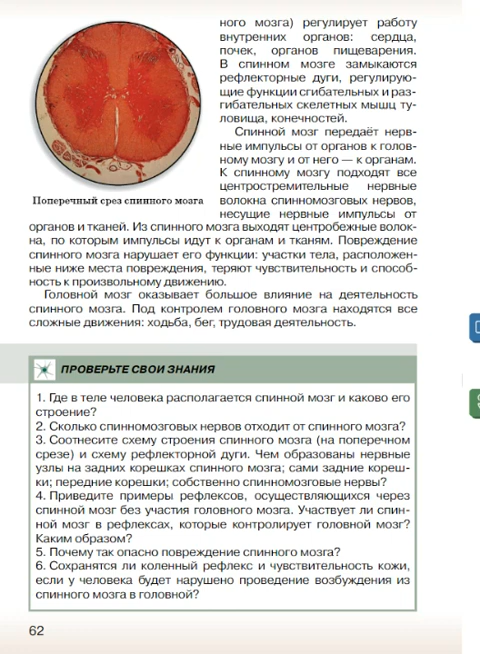 ного мозга) регулирует работу
внутренних органов: сердца,
почек, органов пищеварения.
В спинном мозге замыкаются
рефлекторные дуги, регулирую-
щие функции сгибательных и раз-
гибательных скелетных мышц ту-
ловища, конечностей.
Спинной мозг передаёт нерв-
ные импульсы от органов к голов-
ному мозгу и от него — к органам.
К спинному мозгу подходят все
центростремительные нервные
волокна спинномозговых нервов,
несущие нервные импульсы от
Поперечный срез спинного мозга
органов и тканей. Из спинного мозга выходят центробежные волок-
на, по которым импульсы идут к органам и тканям. Повреждение
спинного мозга нарушает его функции: участки тела, расположен-
ные ниже места повреждения, теряют чувствительность и способ-
ность к произвольному движению.
Головной мозг оказывает большое влияние на деятельность
спинного мозга. Под контролем головного мозга находятся все
сложные движения: ходьба, бег, трудовая деятельность.
ПРОВЕРЬТЕ СВОИ ЗНАНИЯ
1. Где в теле человека располагается спинной мозг и каково его
строение?
2. Сколько спинномозговых нервов отходит от спинного мозга?
3. Соотнесите схему строения спинного мозга (на поперечном
срезе) и схему рефлекторной дуги. Чем образованы нервные
узлы на задних корешках спинного мозга; сами задние кореш-
ки; передние корешки; собственно спинномозговые нервы?
4. Приведите примеры рефлексов, осуществляющихся через
спинной мозг без участия головного мозга. Участвует ли спин-
ной мозг в рефлексах, которые контролирует головной мозг?
Каким образом?
5. Почему так опасно повреждение спинного мозга?
6. Сохранятся ли коленный рефлекс и чувствительность кожи,
если у человека будет нарушено проведение возбуждения из
спинного мозга в головной?
62